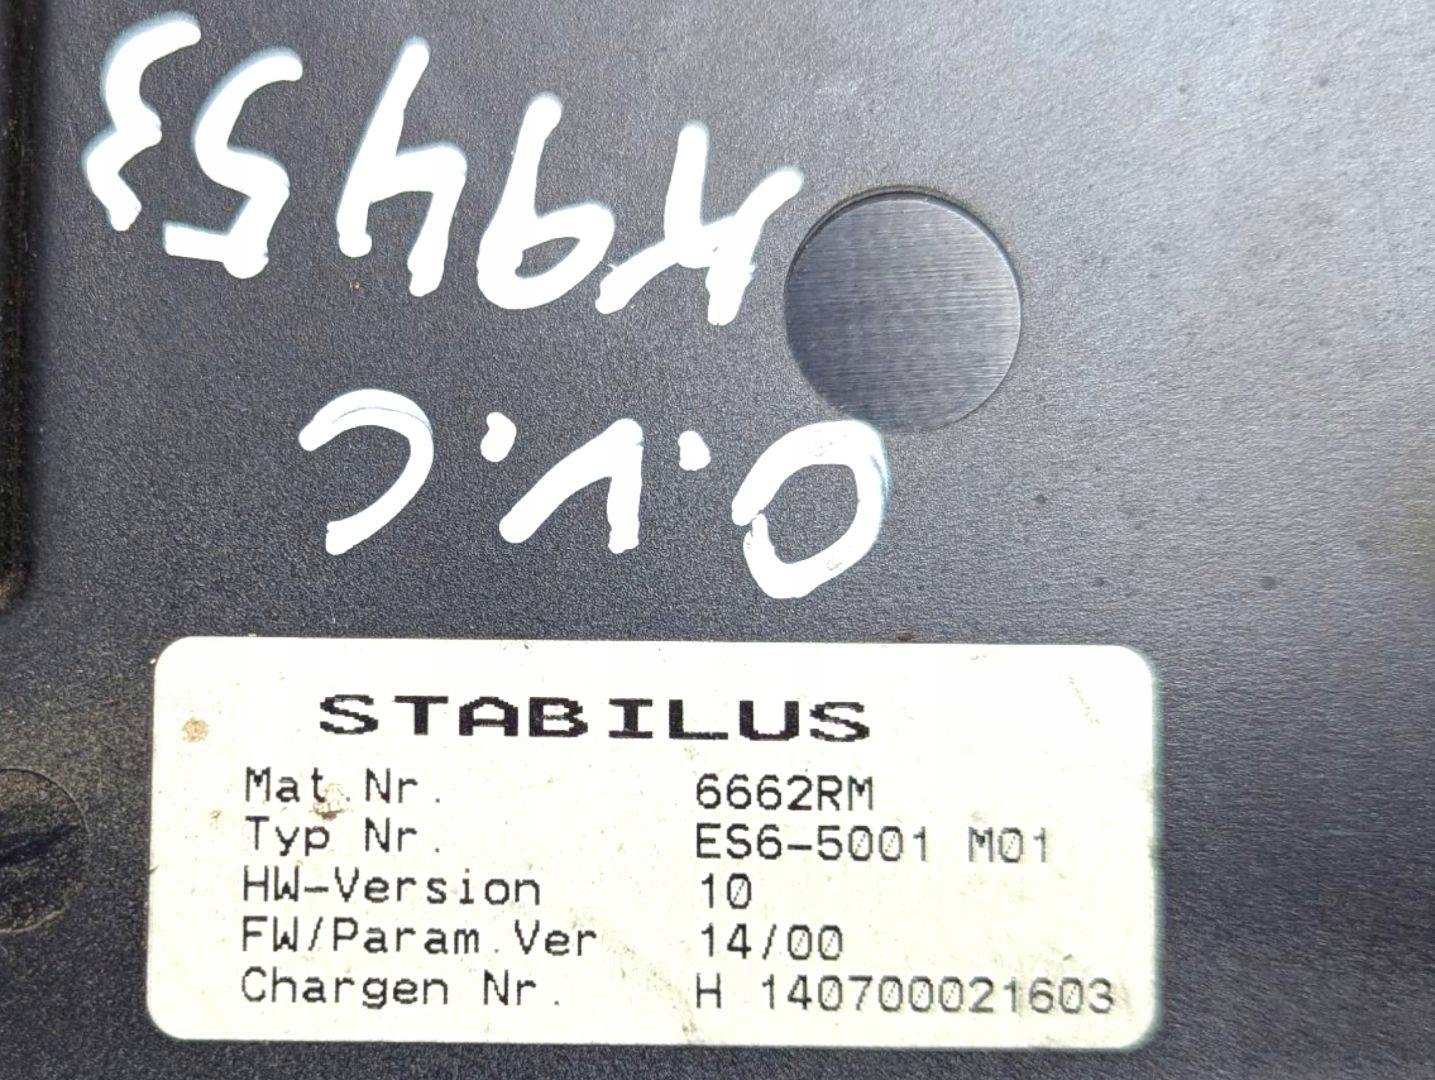 O.V.C
K9453
STABILUS
Mat.Nr. 6662RM
Typ Nr. ES6-5001 M01
HW-Version 10
FW/Param.Ver 14/00
Chargen Nr. H 140700021603